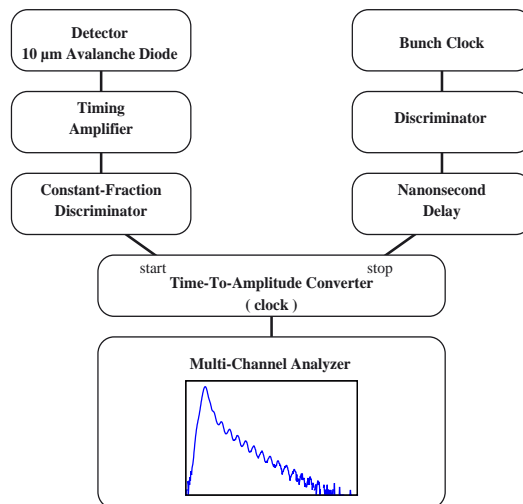 Detector
10 µm Avalanche Diode
Timing
Amplifier
Constant-Fraction
Discriminator
Bunch Clock
Discriminator
Nanonsecond
Delay
start
stop
Time-To-Amplitude Converter
( clock )
Multi-Channel Analyzer